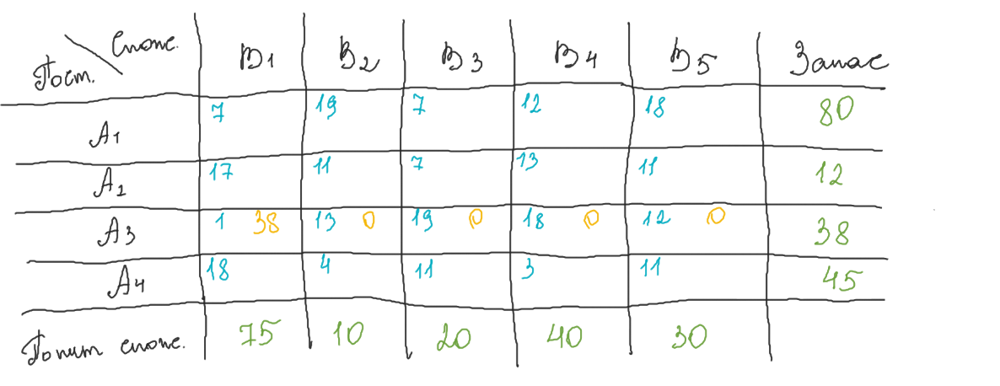 Спож.
Пост. B1 B2 B3 B4 B5 Запас
A1 7 19 7 12 18 80
A2 17 11 7 13 11 12
A3 1 38 13 0 19 0 18 0 12 0 38
A4 18 4 11 3 11 45
Попит спож. 75 10 20 40 30